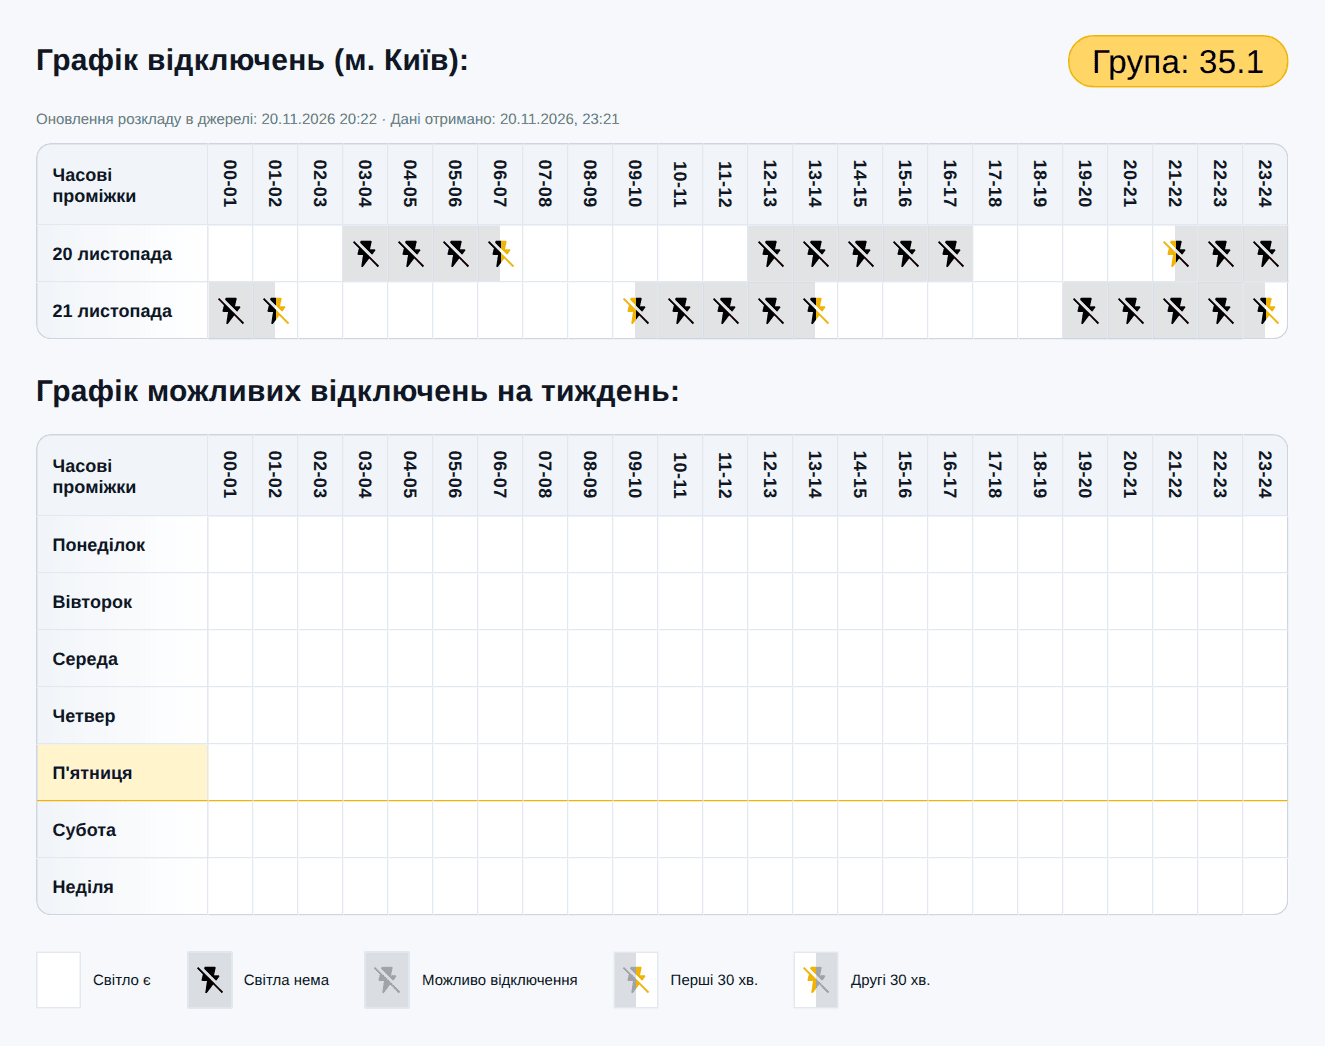 Графік відключень (м. Київ):
Група: 35.1
Оновлення розкладу в джерелі: 20.11.2026 20:22 · Дані отримано: 20.11.2026, 23:21
Часові проміжки 00-01 01-02 02-03 03-04 04-05 05-06 06-07 07-08 08-09 09-10 10-11 11-12 12-13 13-14 14-15 15-16 16-17 17-18 18-19 19-20 20-21 21-22 22-23 23-24
20 листопада
21 листопада
Графік можливих відключень на тиждень:
Часові проміжки 00-01 01-02 02-03 03-04 04-05 05-06 06-07 07-08 08-09 09-10 10-11 11-12 12-13 13-14 14-15 15-16 16-17 17-18 18-19 19-20 20-21 21-22 22-23 23-24
Понеділок
Вівторок
Середа
Четвер
П'ятниця
Субота
Неділя
Світло є Світла нема Можливо відключення Перші 30 хв. Другі 30 хв.